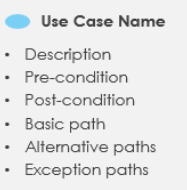 Use Case Name
• Description
• Pre-condition
• Post-condition
• Basic path
• Alternative paths
• Exception paths